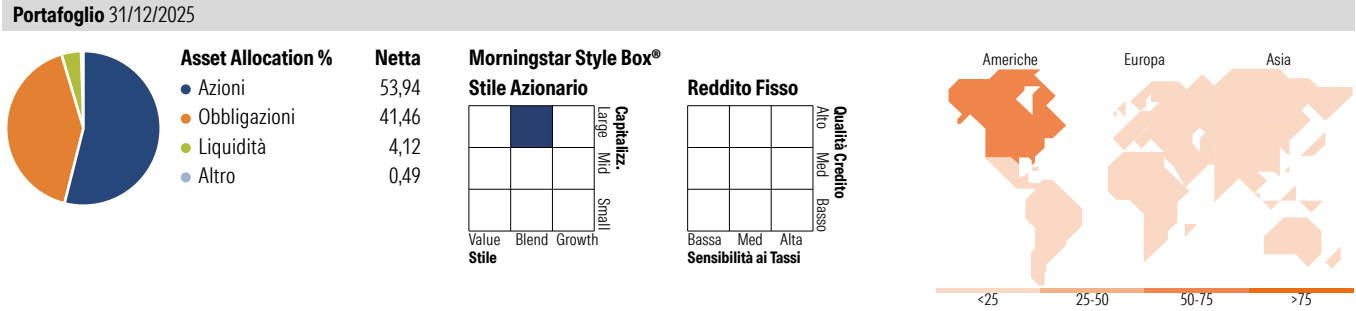 Portafoglio 31/12/2025
Asset Allocation % Netta
Azioni 53,94
Obbligazioni 41,46
Liquidità 4,12
Altro 0,49
Morningstar Style Box®
Stile Azionario
Large Mid Small
Capitalizz.
Value Blend Growth
Stile
Reddito Fisso
Alto Med Basso
Qualità Credito
Bassa Med Alta
Sensibilità ai Tassi
Americhe Europa Asia
<25 25-50 50-75 >75